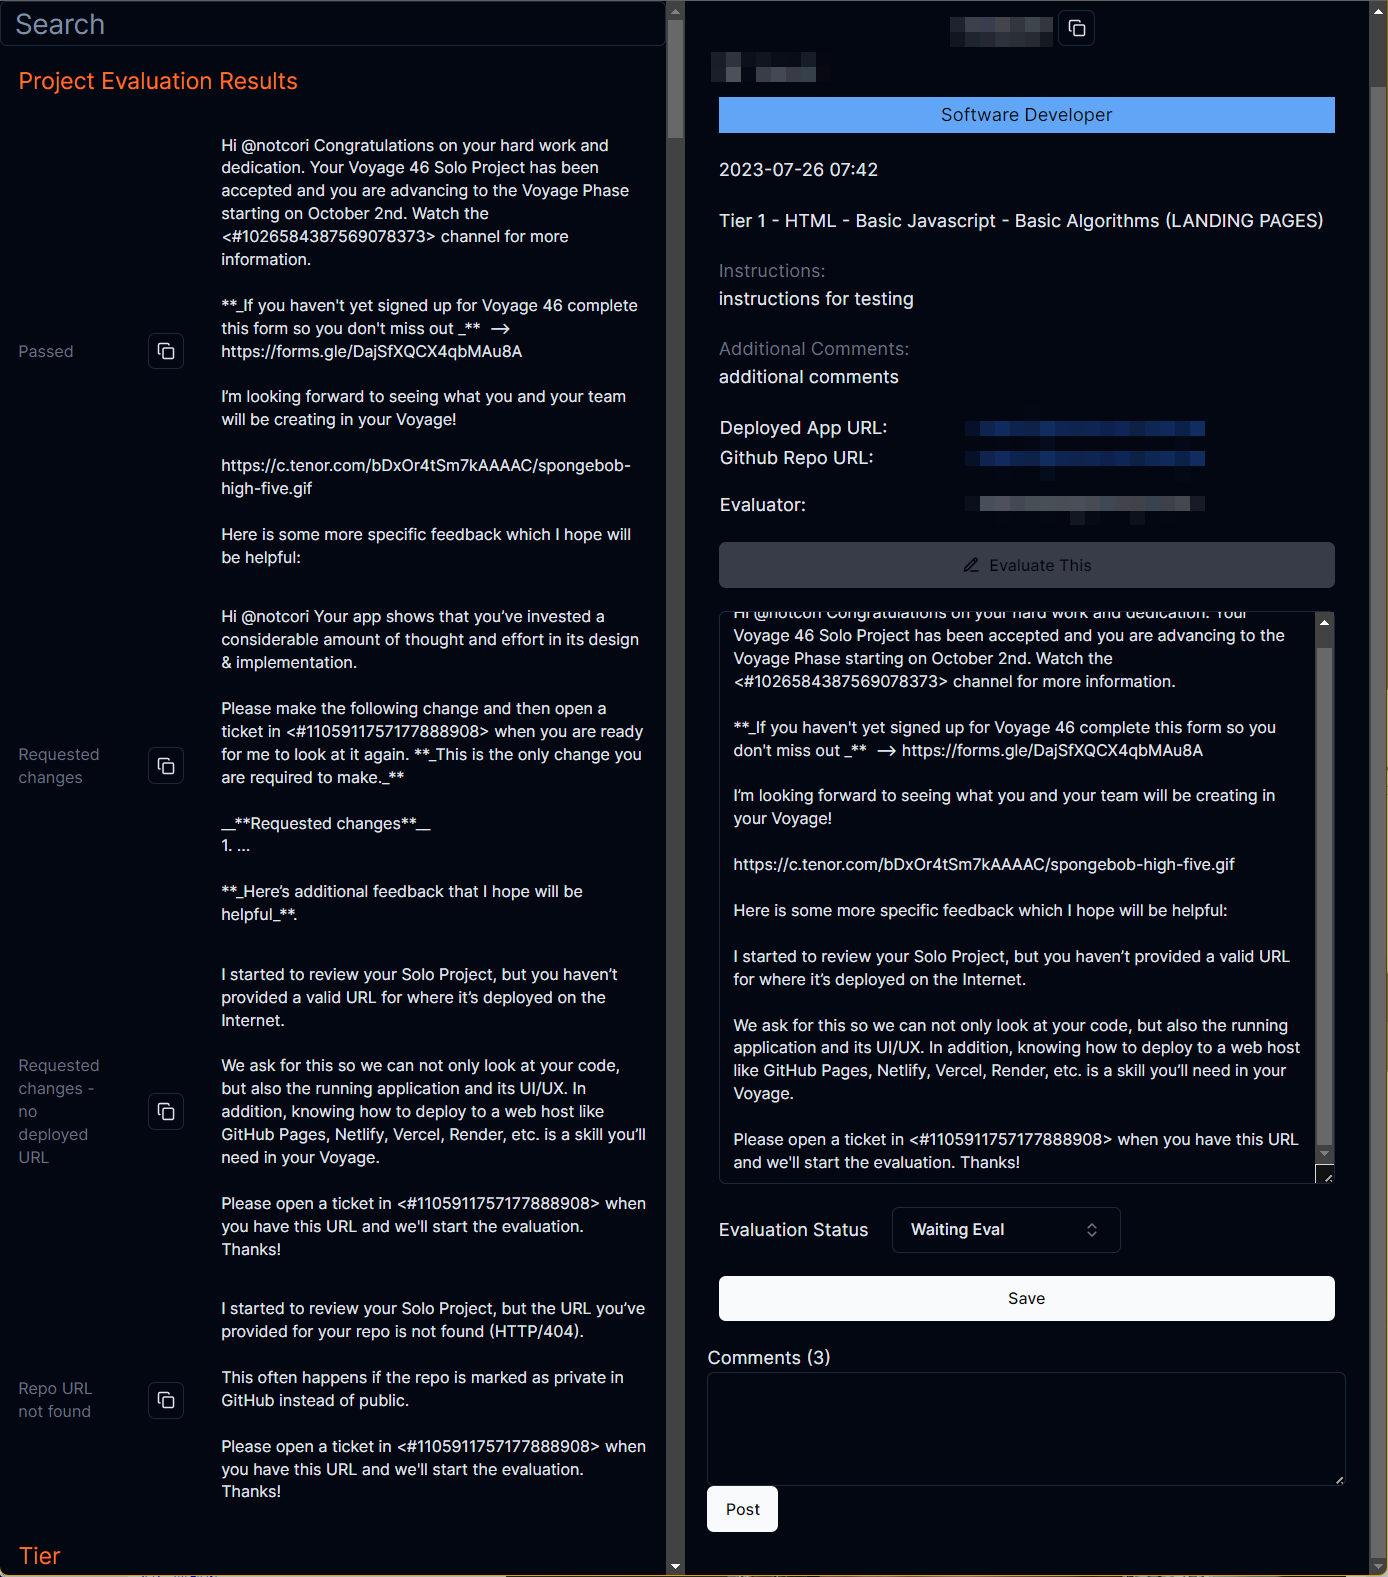 Search
Project Evaluation Results
Passed
Hi @notcori Congratulations on your hard work and
dedication. Your Voyage 46 Solo Project has been
accepted and you are advancing to the Voyage Phase
starting on October 2nd. Watch the
<#1026584387569078373> channel for more
information.
**_If you haven't yet signed up for Voyage 46 complete
this form so you don't miss out _** -->
https://forms.gle/DajSfXQCX4qbMAu8A
I’m looking forward to seeing what you and your team
will be creating in your Voyage!
https://c.tenor.com/bDxOr4tSm7kAAAAC/spongebob-
high-five.gif
Here is some more specific feedback which I hope will
be helpful:
Requested
changes
Hi @notcori Your app shows that you’ve invested a
considerable amount of thought and effort in its design
& implementation.
Please make the following change and then open a
ticket in <#1105911757177888908> when you are ready
for me to look at it again. **_This is the only change you
are required to make._**
__**Requested changes**__
1. ...
**_Here’s additional feedback that I hope will be
helpful_**.
Requested
changes -
no
deployed
URL
I started to review your Solo Project, but you haven’t
provided a valid URL for where it’s deployed on the
Internet.
We ask for this so we can not only look at your code,
but also the running application and its UI/UX. In
addition, knowing how to deploy to a web host like
GitHub Pages, Netlify, Vercel, Render, etc. is a skill you’ll
need in your Voyage.
Please open a ticket in <#1105911757177888908> when
you have this URL and we'll start the evaluation.
Thanks!
Repo URL
not found
I started to review your Solo Project, but the URL you’ve
provided for your repo is not found (HTTP/404).
This often happens if the repo is marked as private in
GitHub instead of public.
Please open a ticket in <#1105911757177888908> when
you have this URL and we'll start the evaluation.
Thanks!
Tier
Software Developer
2023-07-26 07:42
Tier 1 - HTML - Basic Javascript - Basic Algorithms (LANDING PAGES)
Instructions:
instructions for testing
Additional Comments:
additional comments
Deployed App URL:
Github Repo URL:
Evaluator:
Evaluate This
Hi @notcori Congratulations on your hard work and dedication. Your
Voyage 46 Solo Project has been accepted and you are advancing to the
Voyage Phase starting on October 2nd. Watch the
<#1026584387569078373> channel for more information.
**_If you haven't yet signed up for Voyage 46 complete this form so you
don't miss out _** --> https://forms.gle/DajSfXQCX4qbMAu8A
I’m looking forward to seeing what you and your team will be creating in
your Voyage!
https://c.tenor.com/bDxOr4tSm7kAAAAC/spongebob-high-five.gif
Here is some more specific feedback which I hope will be helpful:
I started to review your Solo Project, but you haven’t provided a valid URL
for where it’s deployed on the Internet.
We ask for this so we can not only look at your code, but also the running
application and its UI/UX. In addition, knowing how to deploy to a web host
like GitHub Pages, Netlify, Vercel, Render, etc. is a skill you’ll need in your
Voyage.
Please open a ticket in <#1105911757177888908> when you have this URL
and we'll start the evaluation. Thanks!
Evaluation Status
Waiting Eval
Save
Comments (3)
Post